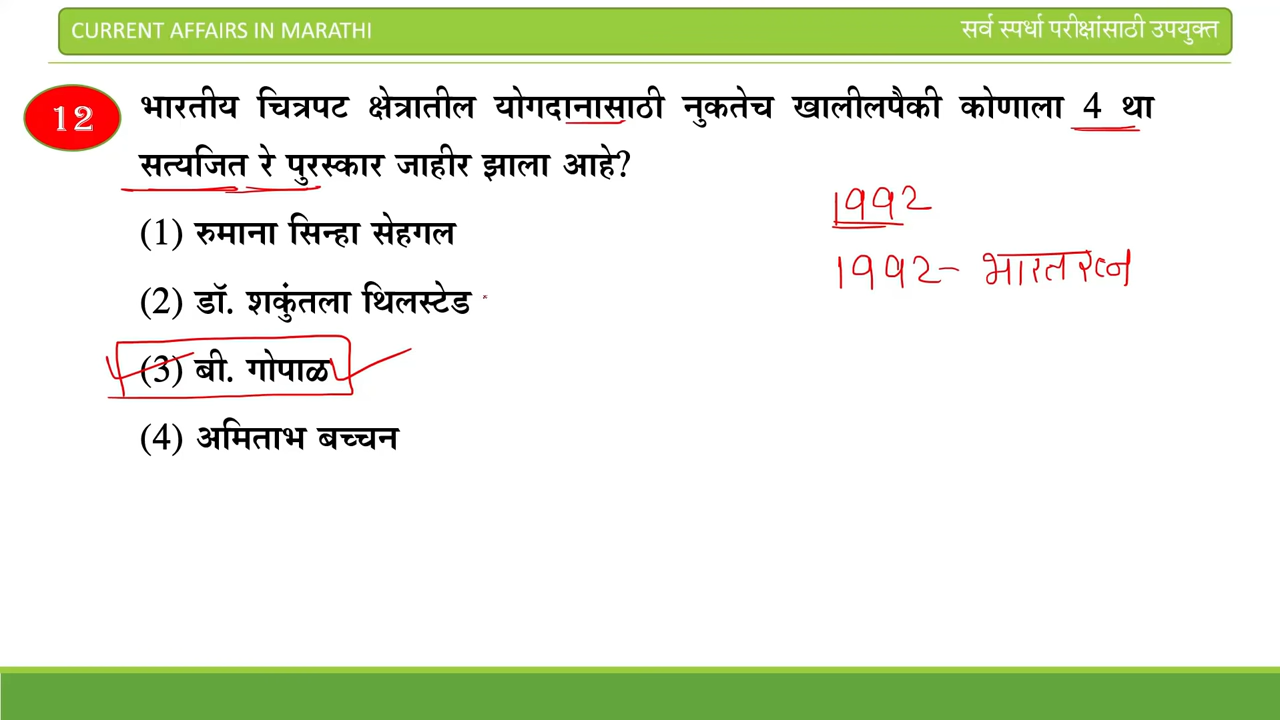 CURRENT AFFAIRS IN MARATHI
सर्व स्पर्धा परीक्षांसाठी उपयुक्त
12
भारतीय चित्रपट क्षेत्रातील योगदानासाठी नुकतेच खालीलपैकी कोणाला 4 था
सत्यजित रे पुरस्कार जाहीर झाला आहे?
1992
(1) रुमाना सिन्हा सेहगल
1992- भारतरत्न
(2) डॉ. शकुंतला थिलस्टेड
(3) बी. गोपाळ
(4) अमिताभ बच्चन